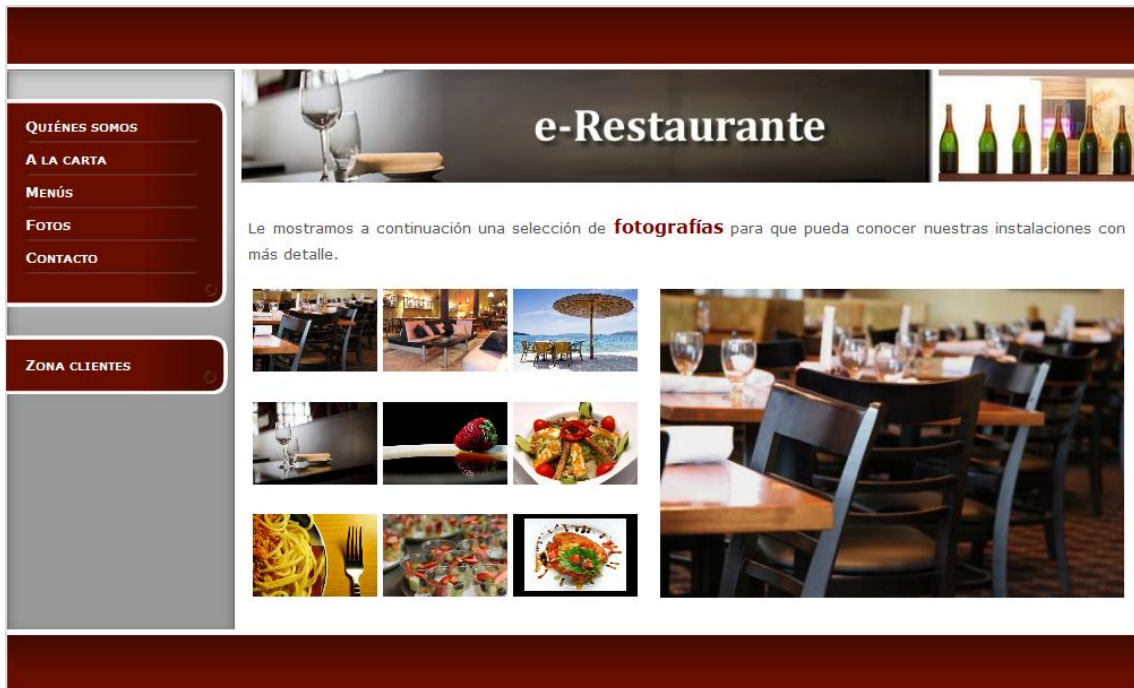 QUIÉNES SOMOS
A LA CARTA
MENÚS
FOTOS
CONTACTO
ZONA CLIENTES
e-Restaurante
Le mostramos a continuación una selección de fotografías para que pueda conocer nuestras instalaciones con
más detalle.